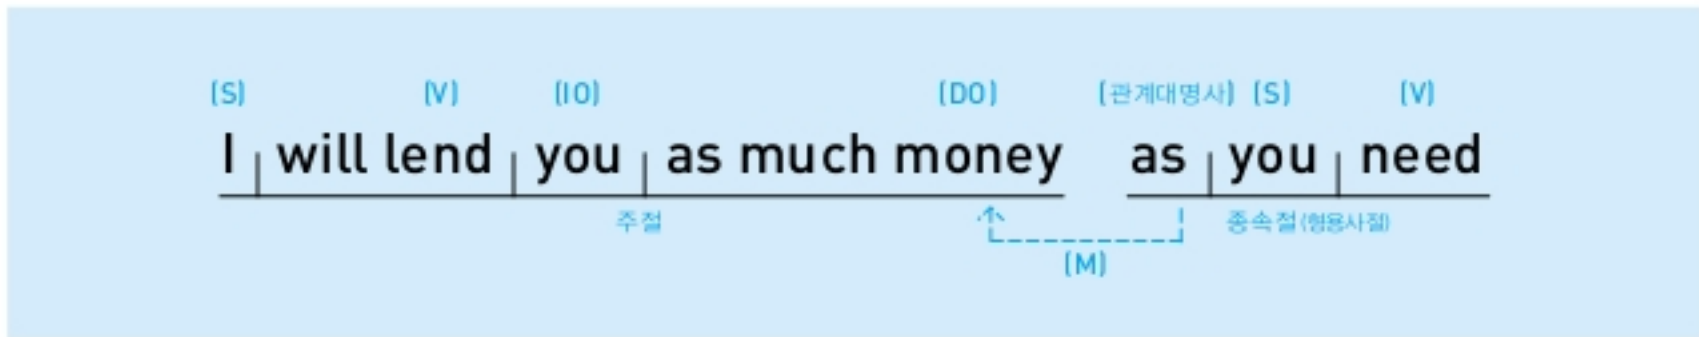 (S) (V) (IO) (DO) (관계대명사) (S) (V)
I will lend you as much money as you need
주절 종속절(형용사절)
(M)